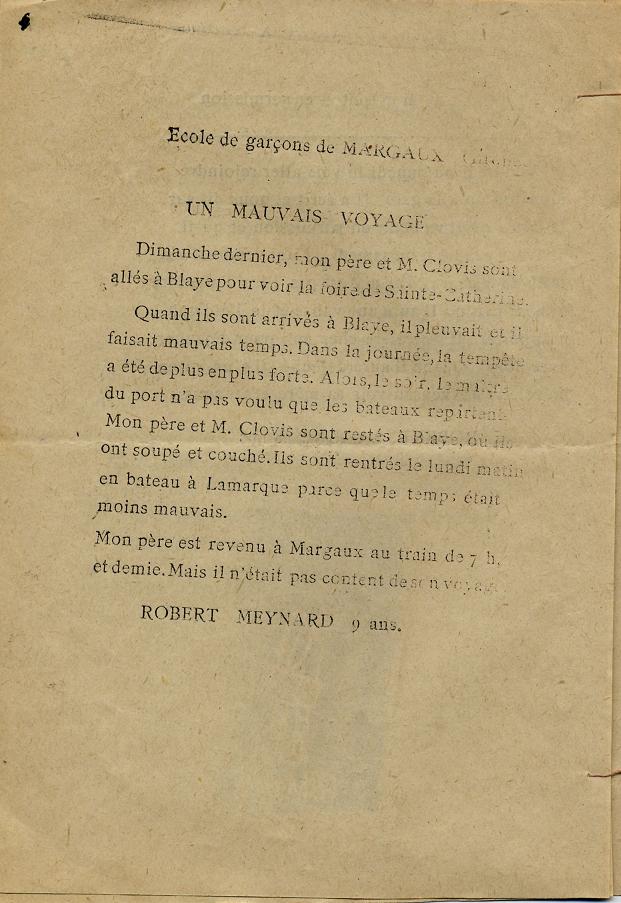 Ecole de garçons de MARGAUX Gironde
UN MAUVAIS VOYAGE
Dimanche dernier, mon père et M. Clovis sont
allés à Blaye pour voir la foire de Sainte-Catherine.
Quand ils sont arrivés à Blaye, il pleuvait et il
faisait mauvais temps. Dans la journée, la tempête
a été de plus en plus forte. Alors, le soir, le maître
du port n'a pas voulu que les bateaux repartent
Mon père et M. Clovis sont restés à Blaye, où ils
ont soupé et couché. Ils sont rentrés le lundi matin
en bateau à Lamarque parce que le temps était
moins mauvais.
Mon père est revenu à Margaux au train de 7 h.
et demie. Mais il n'était pas content de son voyage
ROBERT MEYNARD 9 ans.